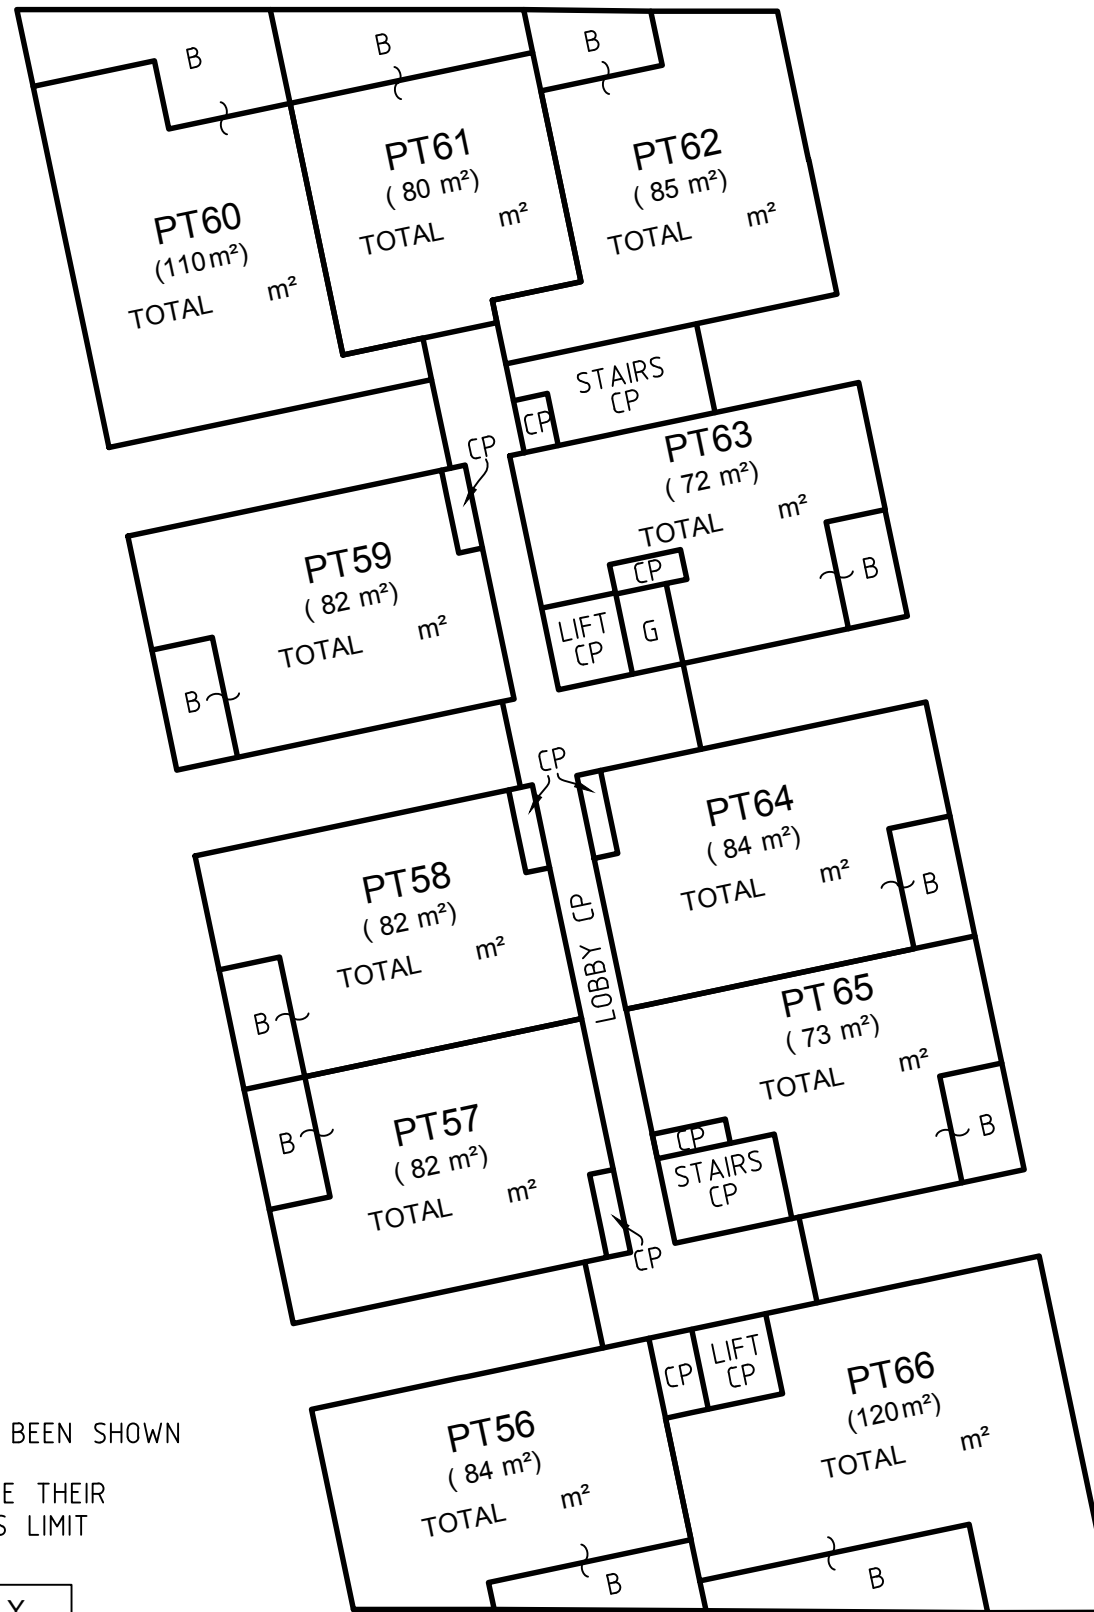 B
B
B
PT61
( 80 m²)
TOTAL m²
PT62
( 85 m²)
TOTAL m²
PT60
(110m²)
TOTAL m²
STAIRS
CP
CP
CP
PT63
( 72 m²)
TOTAL m²
CP
B
LIFT
CP
G
PT59
( 82 m²)
TOTAL m²
B
CP
PT64
( 84 m²)
TOTAL m²
B
PT58
( 82 m²)
TOTAL m²
B
LOBBY CP
PT 65
( 73 m²)
TOTAL m²
B
CP
STAIRS
CP
PT57
( 82 m²)
TOTAL m²
B
CP
CP
LIFT
CP
PT66
(120m²)
TOTAL m²
B
PT56
( 84 m²)
TOTAL m²
B
BEEN SHOWN
E THEIR
S LIMIT
Y